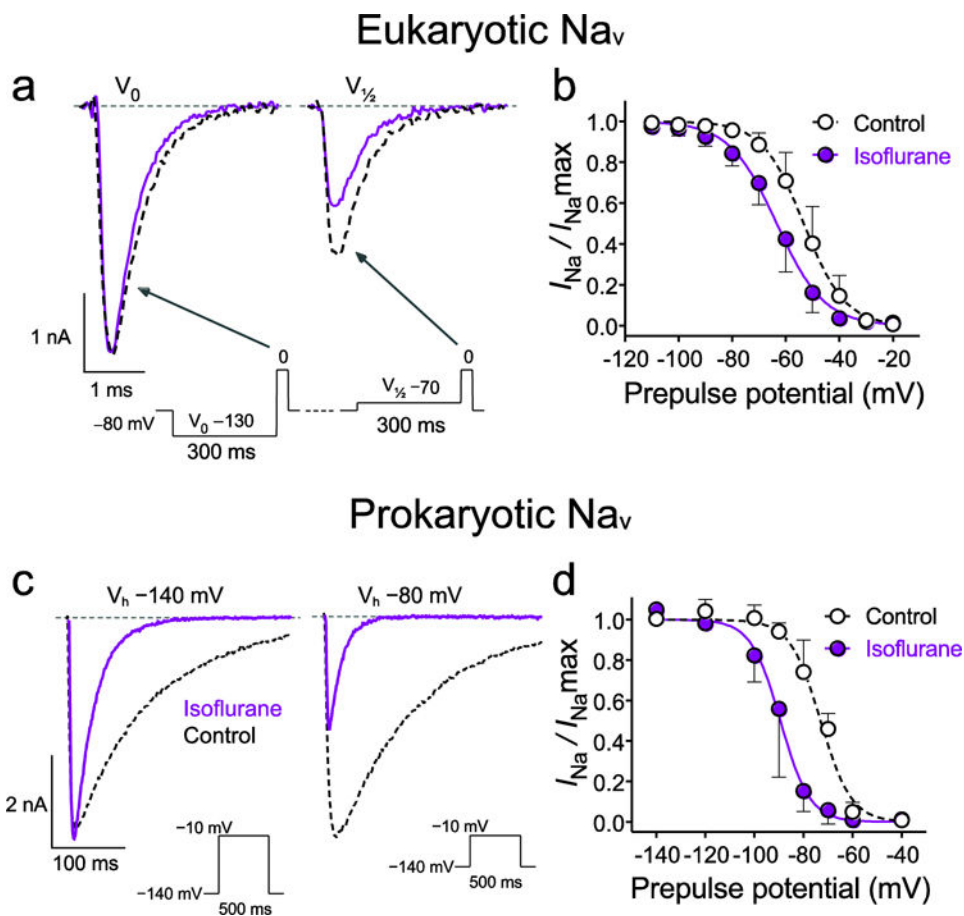 Eukaryotic Nav
a
V0
V½
1 nA
1 ms
−80 mV
V0 −130
300 ms
0
V½ −70
300 ms
0
b
Control
Isoflurane
INa / INamax
1.0
0.8
0.6
0.4
0.2
0.0
-120 -100 -80 -60 -40 -20
Prepulse potential (mV)
Prokaryotic Nav
c
Vh −140 mV
Vh −80 mV
Isoflurane
Control
2 nA
100 ms
−10 mV
−140 mV
500 ms
−10 mV
−140 mV
500 ms
d
Control
Isoflurane
INa / INamax
1.0
0.8
0.6
0.4
0.2
0.0
-140 -120 -100 -80 -60 -40
Prepulse potential (mV)